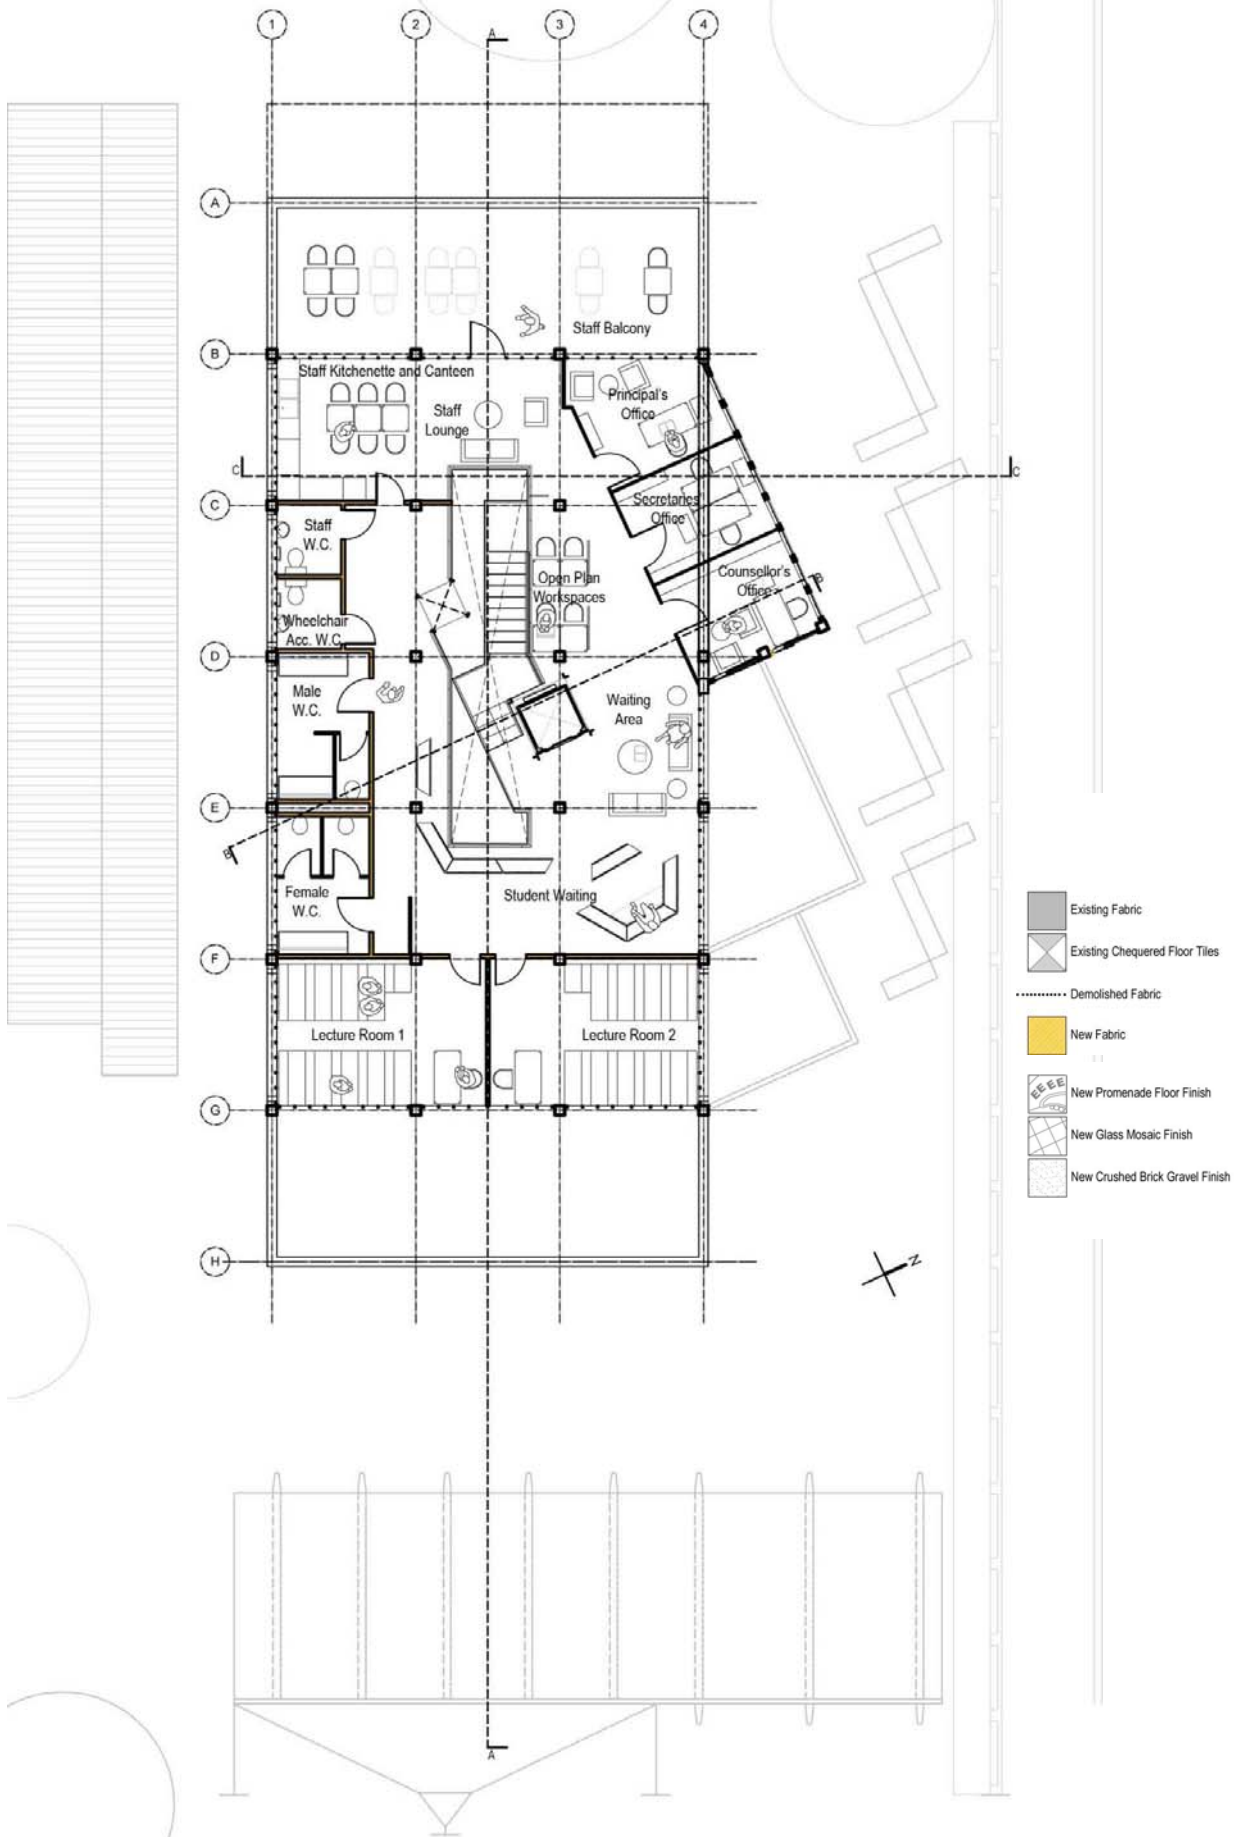 1
2
3
4
A
A
Staff Balcony
B
Staff Kitchenette and Canteen
Staff
Lounge
Principal's
Office
C
C
C
Secretaries
Office
Staff
W.C.
Open Plan
Workspaces
Counsellor's
Office
B
Wheelchair
Acc. W.C.
D
Male
W.C.
Waiting
Area
E
B
Female
W.C.
Student Waiting
F
Lecture Room 1
Lecture Room 2
G
H
N
A
Existing Fabric
Existing Chequered Floor Tiles
Demolished Fabric
New Fabric
New Promenade Floor Finish
New Glass Mosaic Finish
New Crushed Brick Gravel Finish